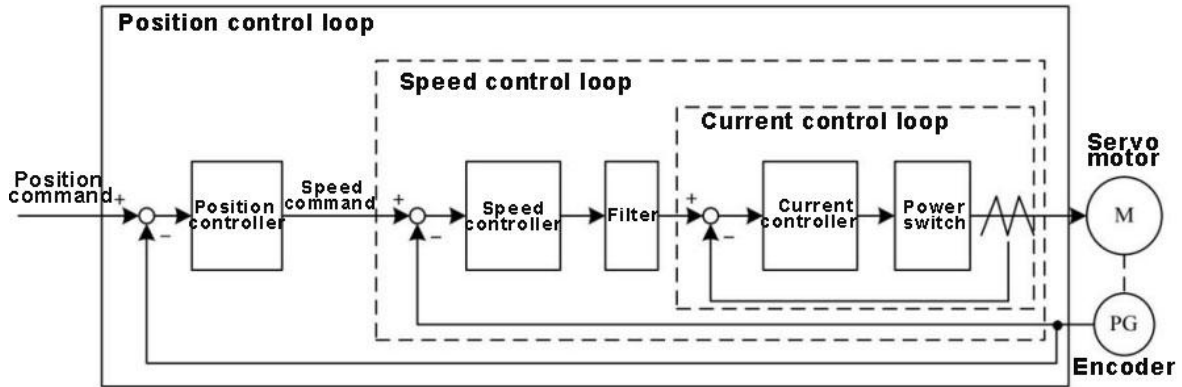 Position control loop
Speed control loop
Current control loop
Servo
motor
Position
command
+
−
Position
controller
Speed
command
+
−
Speed
controller
Filter
+
−
Current
controller
Power
switch
M
PG
Encoder